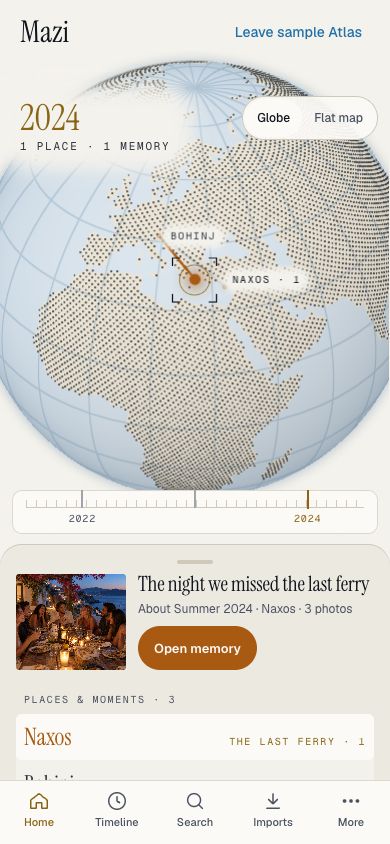 Mazi
Leave sample Atlas
2024
1 PLACE · 1 MEMORY
Globe
Flat map
BOHINJ
NAXOS · 1
2022
2024
The night we missed the last ferry
About Summer 2024 · Naxos · 3 photos
Open memory
PLACES & MOMENTS · 3
Naxos
THE LAST FERRY · 1
Home
Timeline
Search
Imports
More